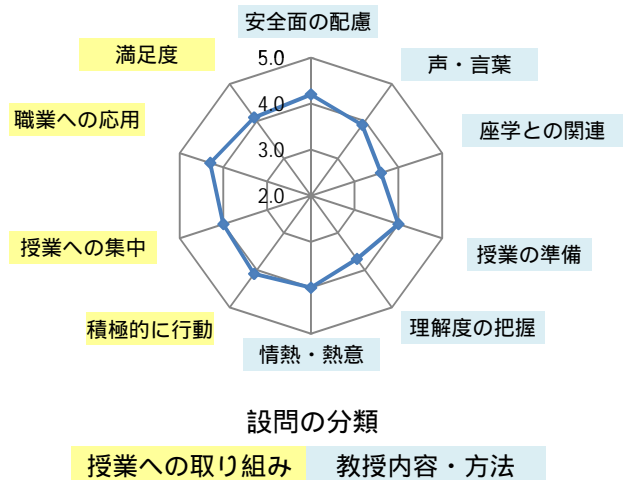 安全面の配慮
満足度
5.0
声・言葉
4.0
職業への応用
座学との関連
3.0
2.0
授業への集中
授業の準備
積極的に行動
理解度の把握
情熱・熱意
設問の分類
授業への取り組み 教授内容・方法